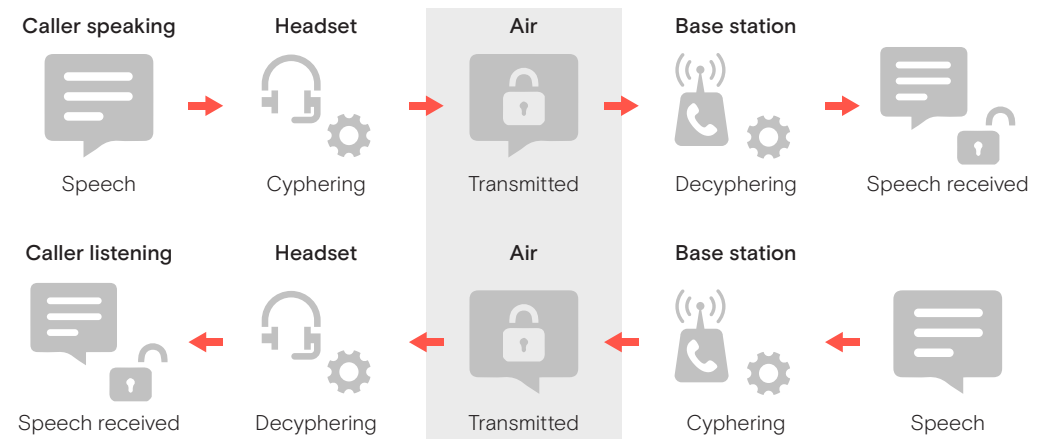 Caller speaking
Headset
Air
Base station
Speech
Cyphering
Transmitted
Decyphering
Speech received
Caller listening
Headset
Air
Base station
Speech received
Decyphering
Transmitted
Cyphering
Speech